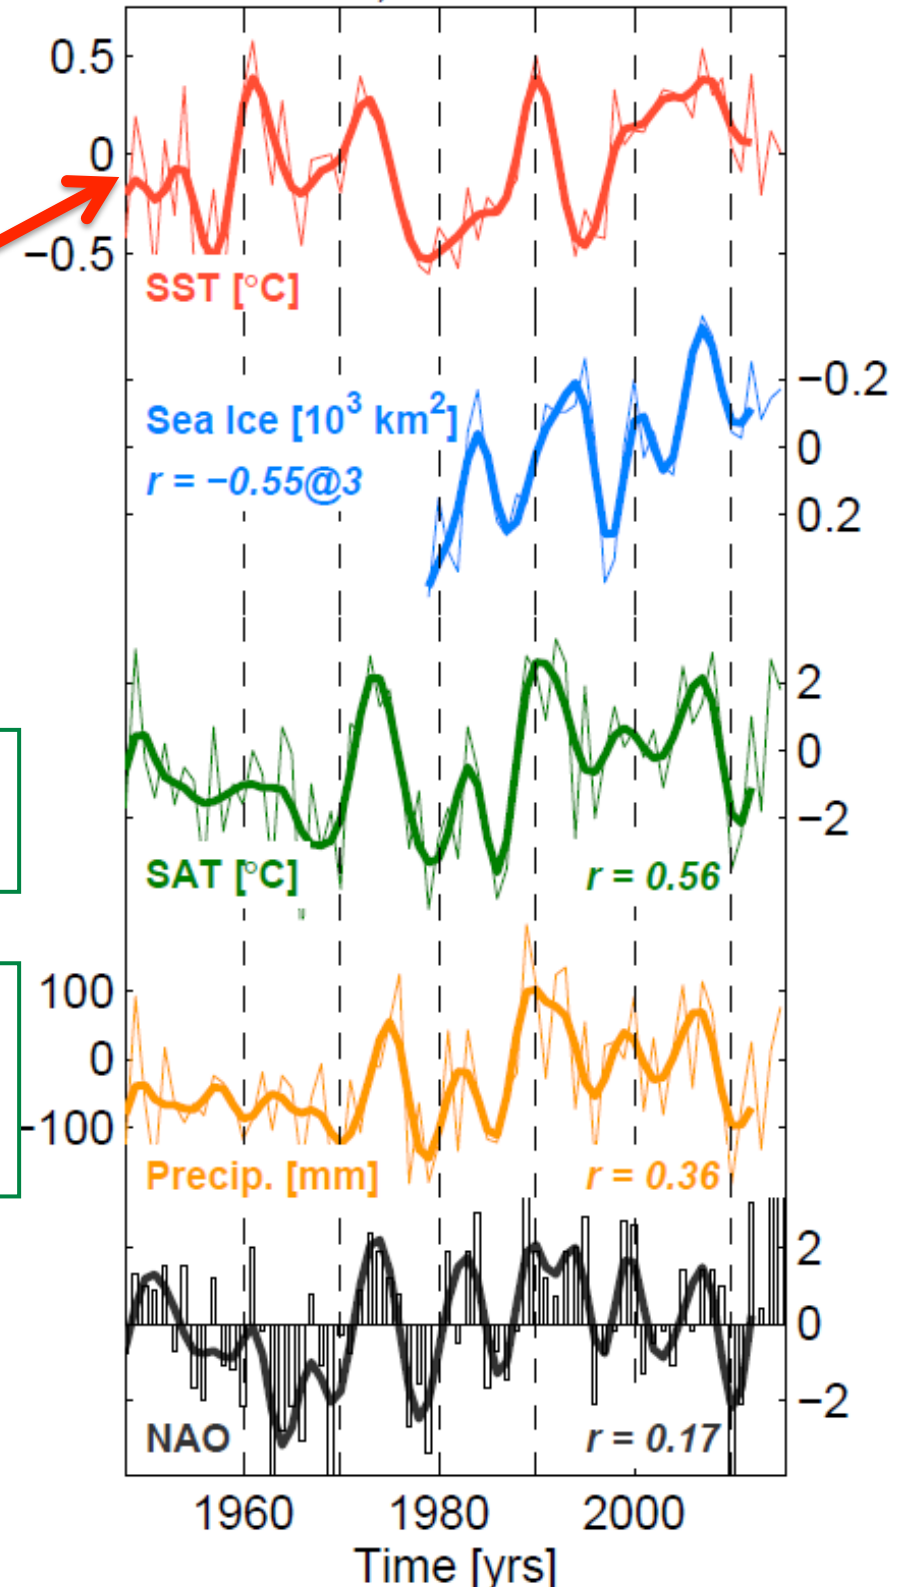 0.5
0
−0.5
SST [°C]
Sea Ice [10³ km²]
r = −0.55@3
−0.2
0
0.2
2
0
−2
SAT [°C]
r = 0.56
100
0
-100
Precip. [mm]
r = 0.36
2
0
−2
NAO
r = 0.17
1960 1980 2000
Time [yrs]